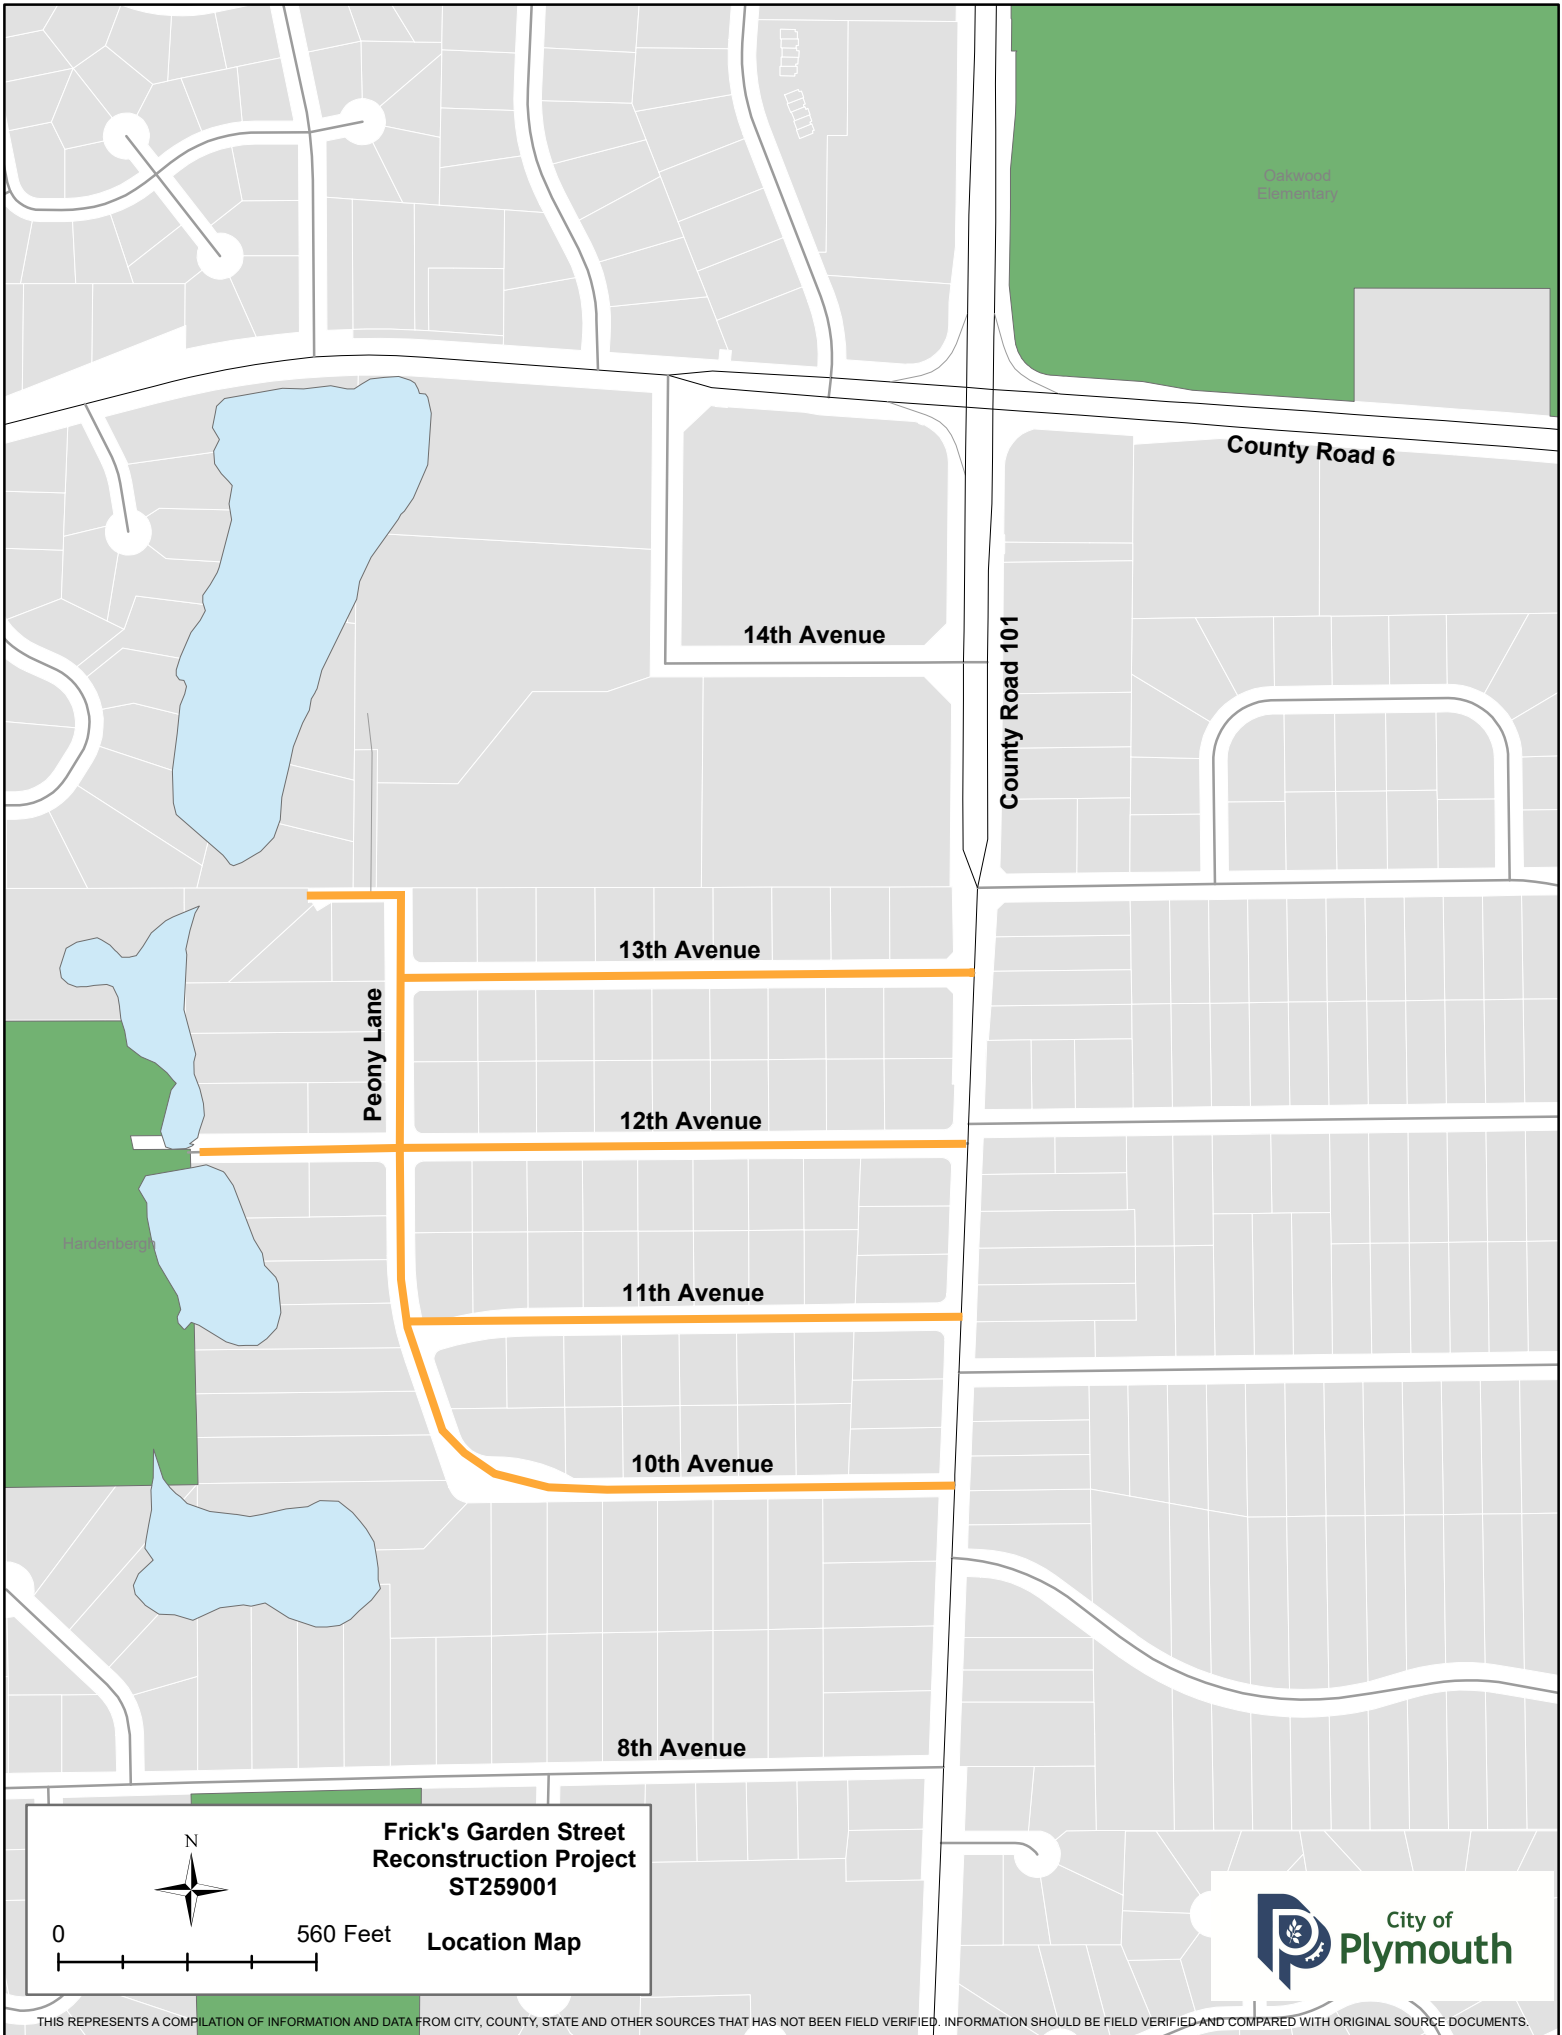 Oakwood
Elementary
County Road 6
14th Avenue
County Road 101
13th Avenue
Peony Lane
12th Avenue
Hardenbergh
11th Avenue
10th Avenue
8th Avenue
Frick's Garden Street
Reconstruction Project
ST259001
N
0
560 Feet
Location Map
City of
Plymouth
THIS REPRESENTS A COMPILATION OF INFORMATION AND DATA FROM CITY, COUNTY, STATE AND OTHER SOURCES THAT HAS NOT BEEN FIELD VERIFIED. INFORMATION SHOULD BE FIELD VERIFIED AND COMPARED WITH ORIGINAL SOURCE DOCUMENTS.